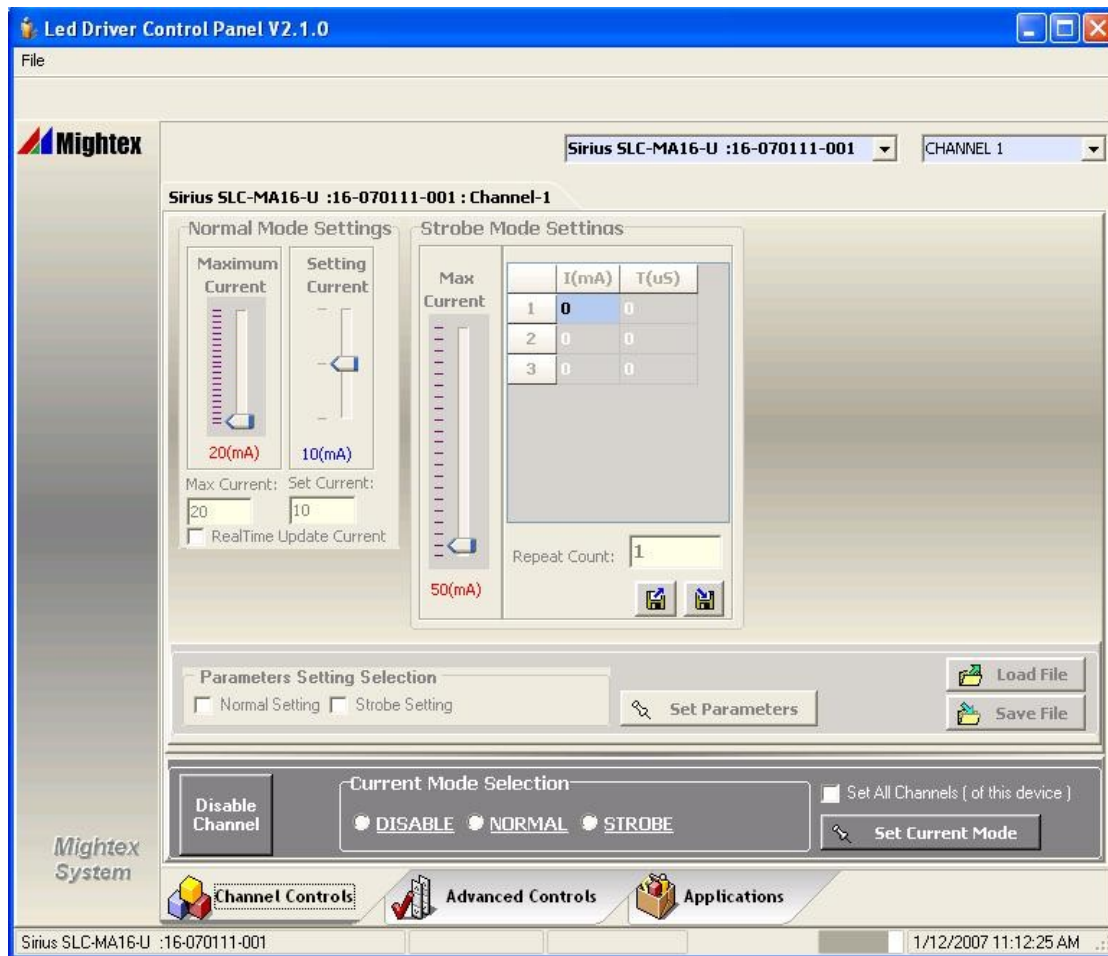 Led Driver Control Panel V2.1.0
File
Mightex
Sirius SLC-MA16-U :16-070111-001
CHANNEL 1
Sirius SLC-MA16-U :16-070111-001 : Channel-1
Normal Mode Settings
Maximum Current
Setting Current
20(mA)
10(mA)
Max Current:
Set Current:
20
10
RealTime Update Current
Strobe Mode Settings
Max Current
50(mA)
I(mA) T(uS)
1 0 0
2 0 0
3 0 0
Repeat Count: 1
Parameters Setting Selection
Normal Setting
Strobe Setting
Set Parameters
Load File
Save File
Disable Channel
Current Mode Selection
DISABLE
NORMAL
STROBE
Set All Channels ( of this device )
Set Current Mode
Mightex System
Channel Controls
Advanced Controls
Applications
Sirius SLC-MA16-U :16-070111-001
1/12/2007 11:12:25 AM